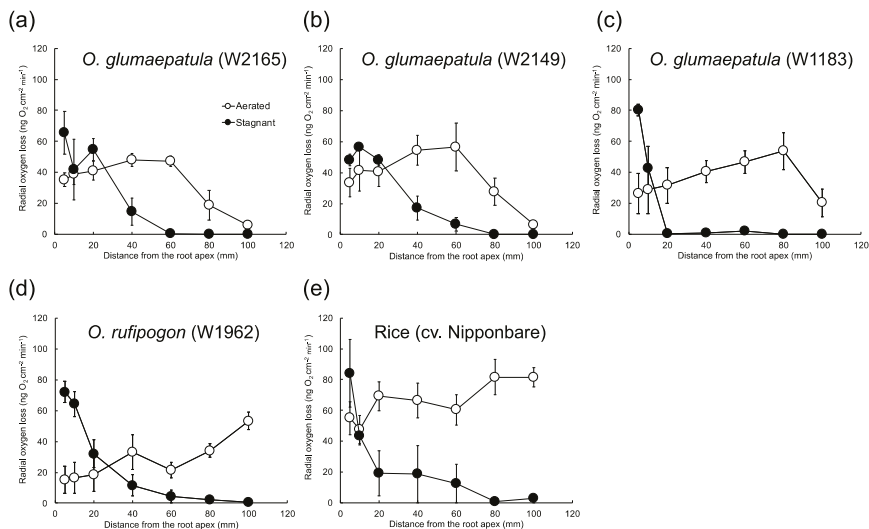 (a)
O. glumaepatula (W2165)
Radial oxygen loss (ng O2 cm-2 min-1)
120
100
80
60
40
20
0
Aerated
Stagnant
0 20 40 60 80 100 120
Distance from the root apex (mm)
(b)
O. glumaepatula (W2149)
Radial oxygen loss (ng O2 cm-2 min-1)
120
100
80
60
40
20
0
0 20 40 60 80 100 120
Distance from the root apex (mm)
(c)
O. glumaepatula (W1183)
Radial oxygen loss (ng O2 cm-2 min-1)
120
100
80
60
40
20
0
0 20 40 60 80 100 120
Distance from the root apex (mm)
(d)
O. rufipogon (W1962)
Radial oxygen loss (ng O2 cm-2 min-1)
120
100
80
60
40
20
0
0 20 40 60 80 100 120
Distance from the root apex (mm)
(e)
Rice (cv. Nipponbare)
Radial oxygen loss (ng O2 cm-2 min-1)
120
100
80
60
40
20
0
0 20 40 60 80 100 120
Distance from the root apex (mm)